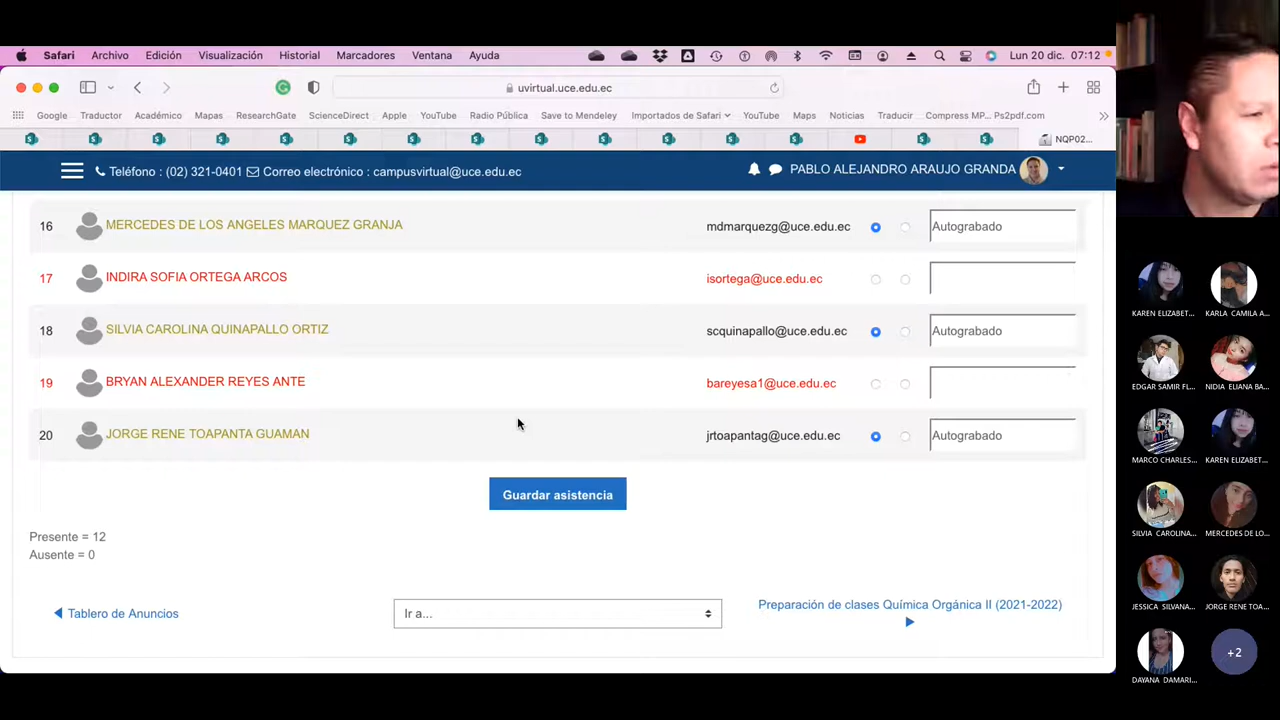 Safari Archivo Edición Visualización Historial Marcadores Ventana Ayuda Lun 20 dic. 07:12
uvirtual.uce.edu.ec
Google Traductor Académico Mapas ResearchGate ScienceDirect Apple YouTube Radio Pública Save to Mendeley Importados de Safari YouTube Maps Noticias Traducir Compress MP... Ps2pdf.com
NQP02...
Teléfono : (02) 321-0401 Correo electrónico : campusvirtual@uce.edu.ec PABLO ALEJANDRO ARAUJO GRANDA
16 MERCEDES DE LOS ANGELES MARQUEZ GRANJA mdmarquezg@uce.edu.ec Autograbado
17 INDIRA SOFIA ORTEGA ARCOS isortega@uce.edu.ec
18 SILVIA CAROLINA QUINAPALLO ORTIZ scquinapallo@uce.edu.ec Autograbado
19 BRYAN ALEXANDER REYES ANTE bareyesa1@uce.edu.ec
20 JORGE RENE TOAPANTA GUAMAN jrtoapantag@uce.edu.ec Autograbado
Guardar asistencia
Presente = 12
Ausente = 0
Tablero de Anuncios Ir a... Preparación de clases Química Orgánica II (2021-2022)
KAREN ELIZABET... KARLA CAMILA A...
EDGAR SAMIR FL... NIDIA ELIANA BA...
MARCO CHARLES... KAREN ELIZABET...
SILVIA CAROLINA... MERCEDES DE LO...
JESSICA SILVANA... JORGE RENE TOA...
DAYANA DAMARI... +2